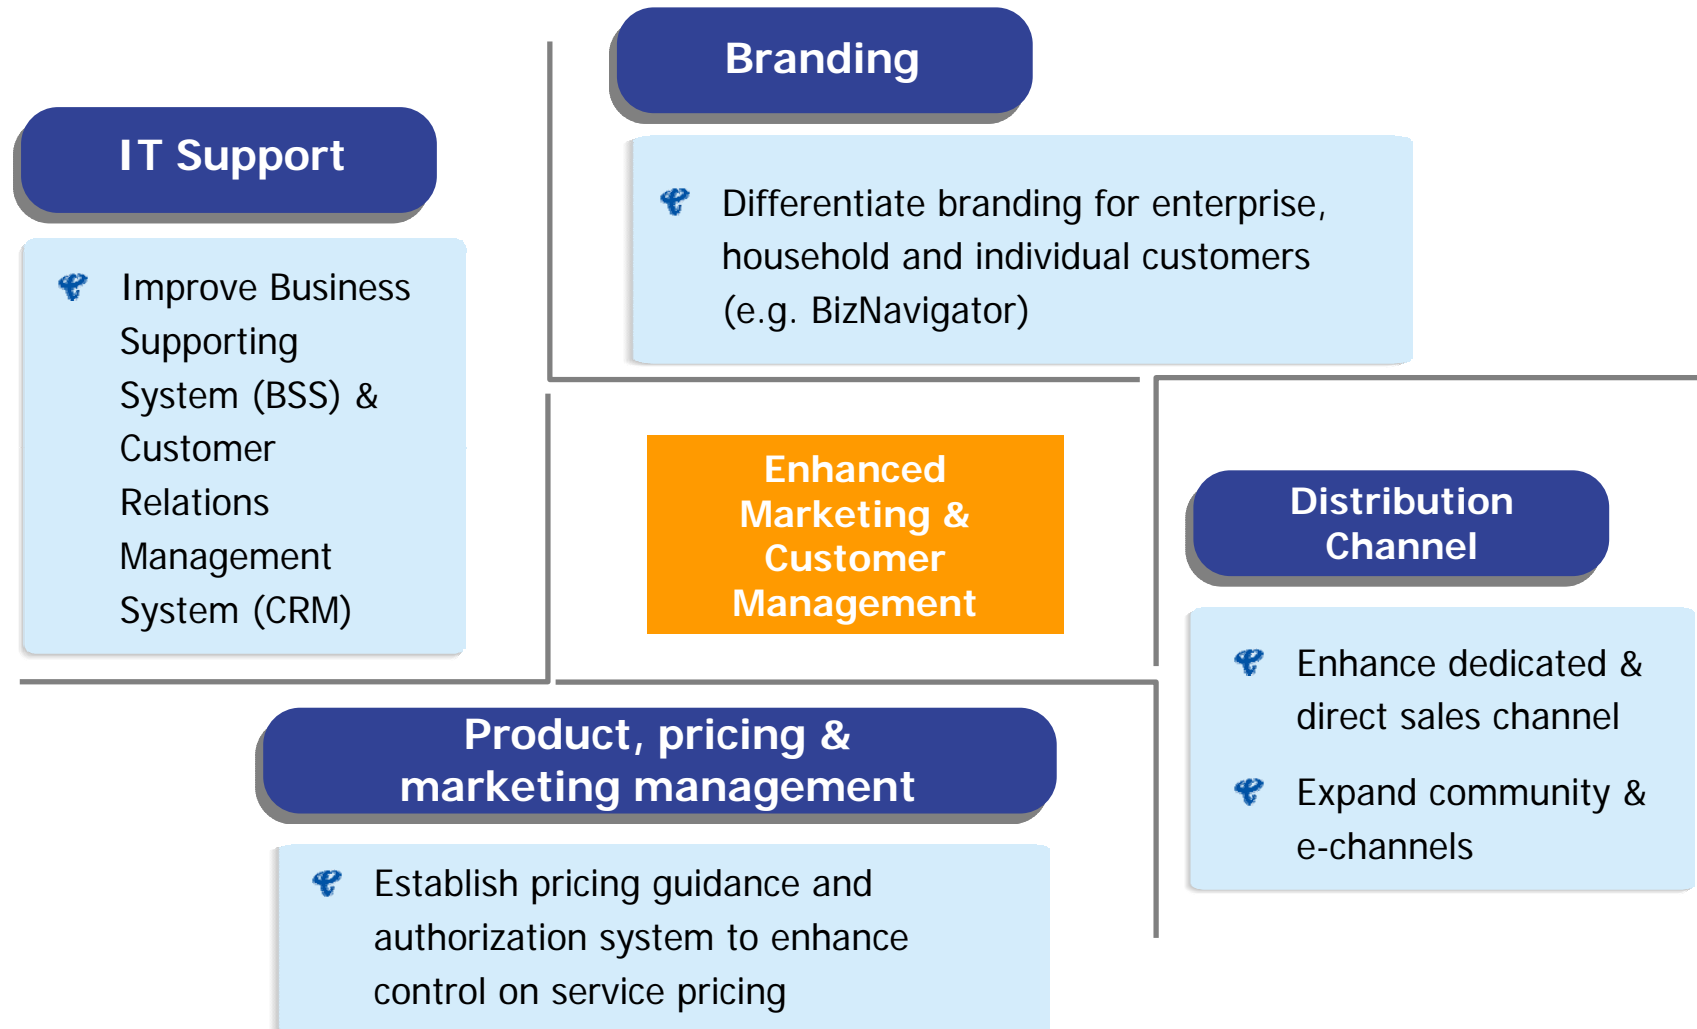 Branding
Differentiate branding for enterprise,
household and individual customers
(e.g. BizNavigator)
IT Support
Improve Business
Supporting
System (BSS) &
Customer
Relations
Management
System (CRM)
Enhanced
Marketing &
Customer
Management
Distribution
Channel
Enhance dedicated &
direct sales channel
Expand community &
e-channels
Product, pricing &
marketing management
Establish pricing guidance and
authorization system to enhance
control on service pricing